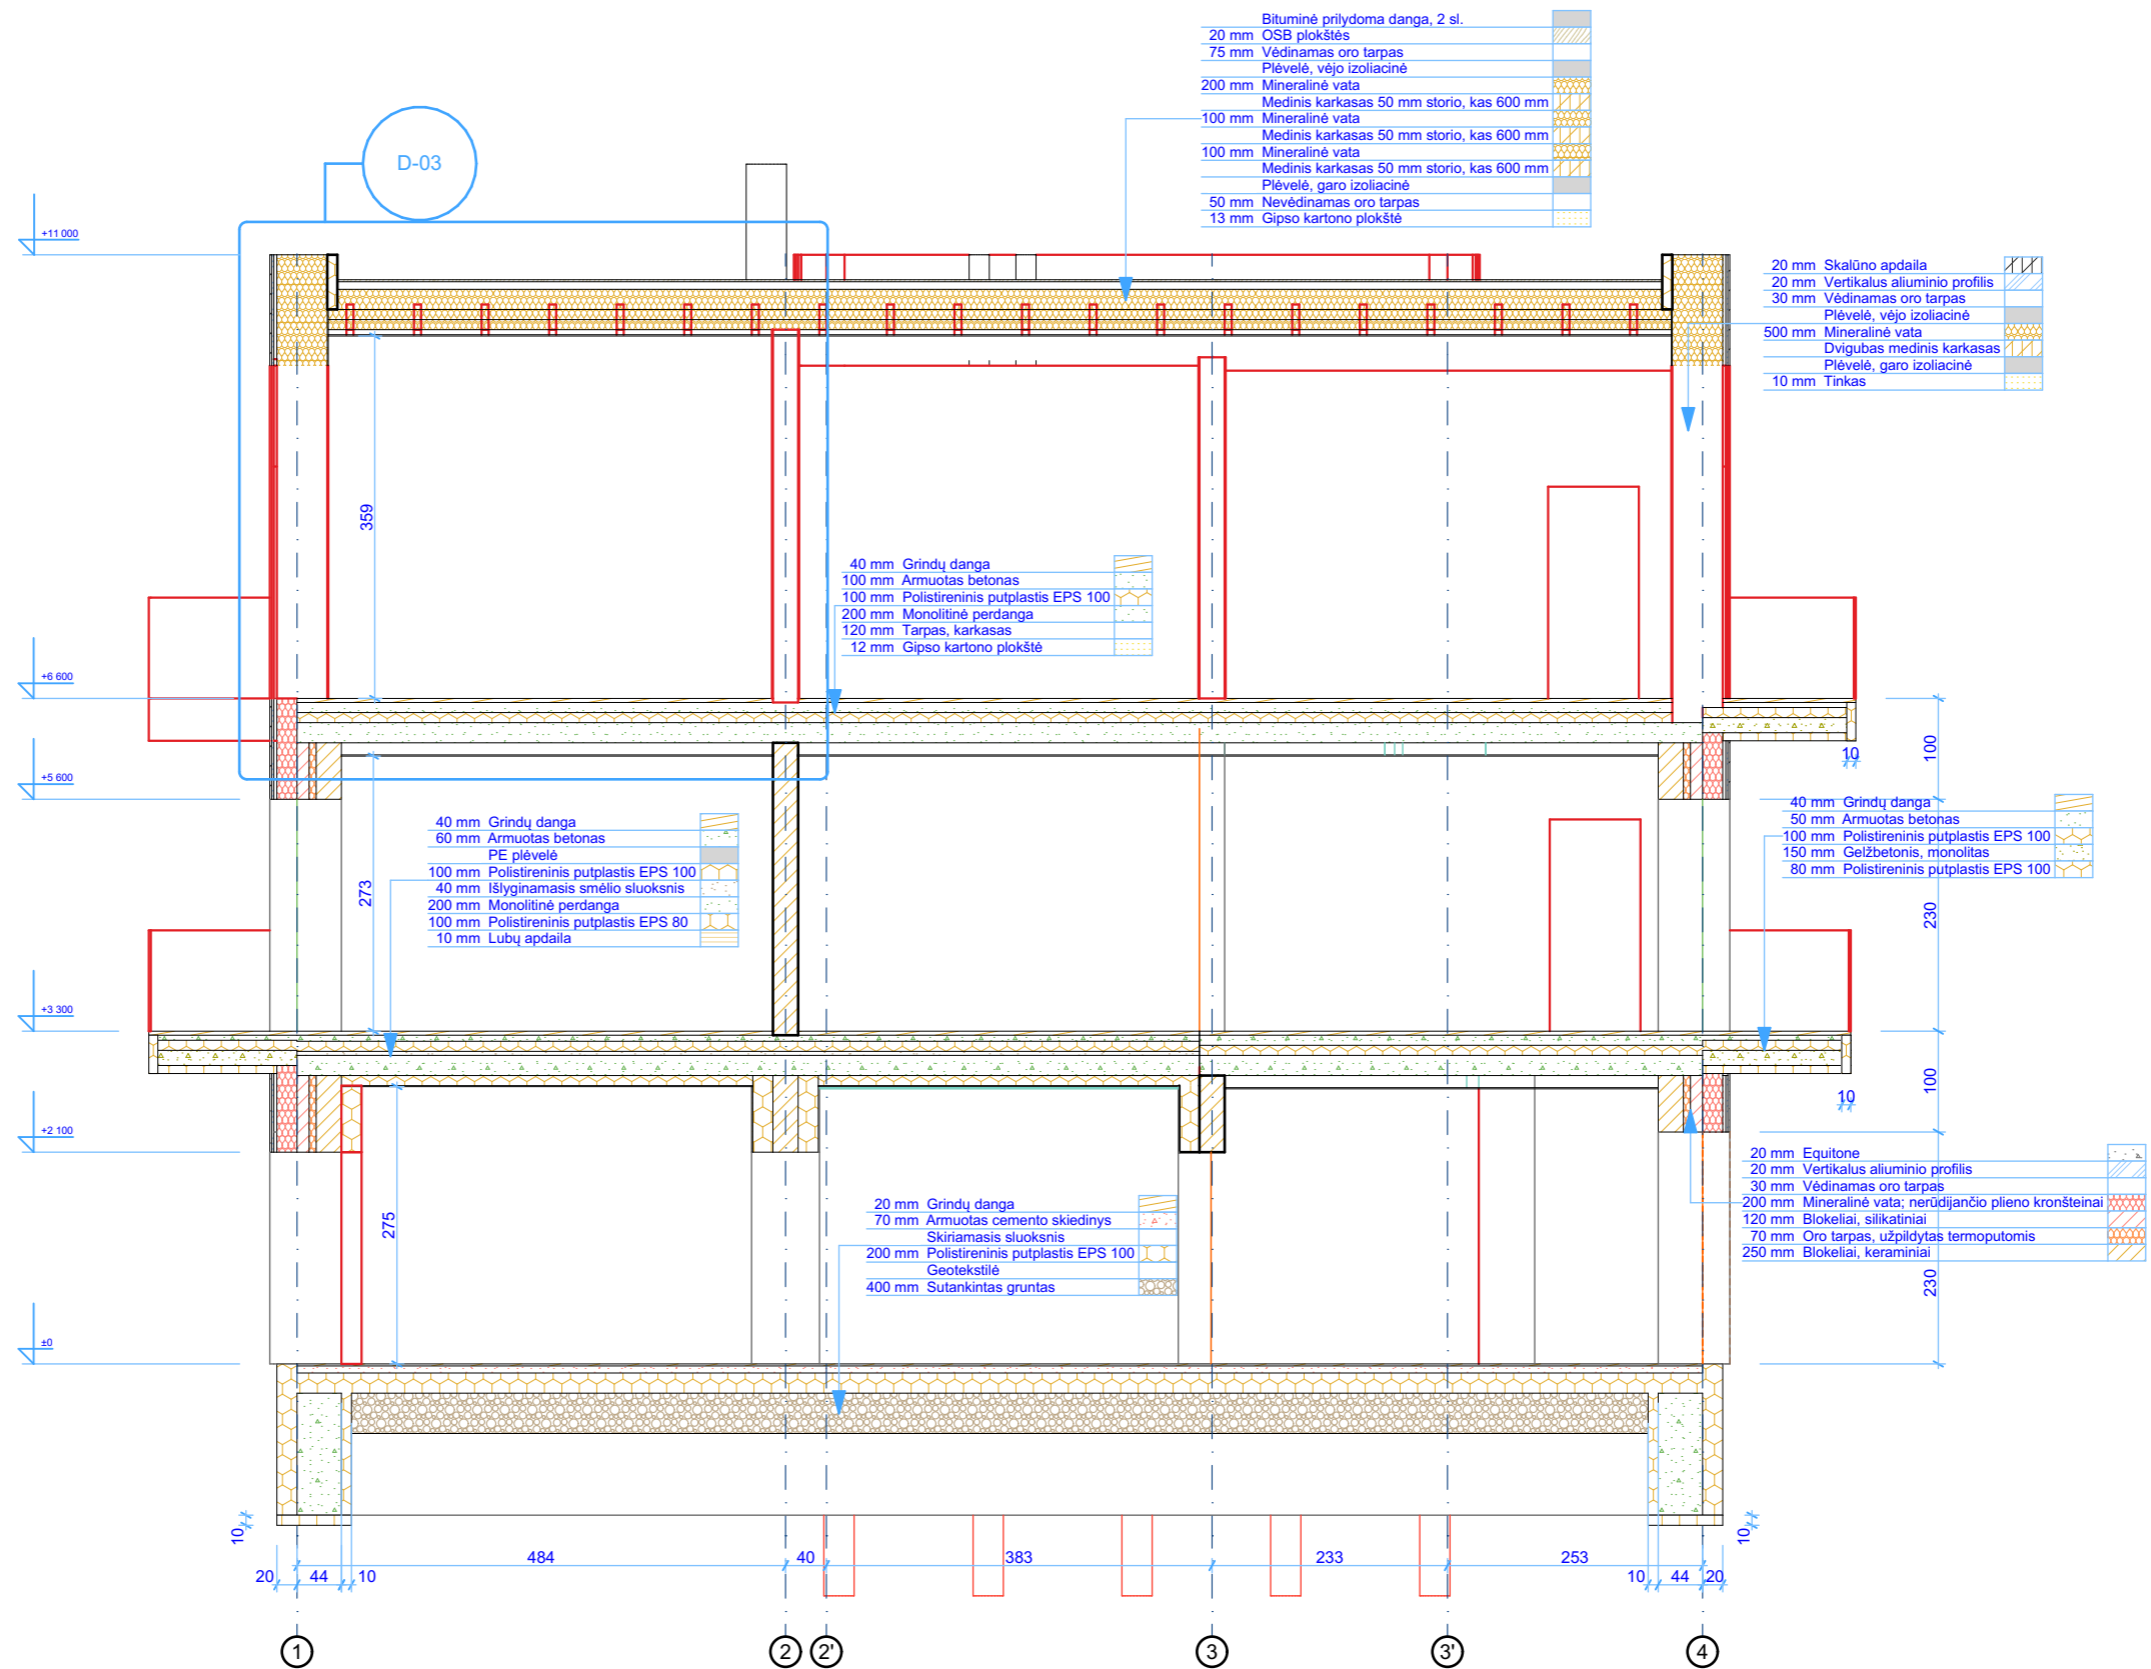 Bituminė prilydoma danga, 2 sl.
20 mm OSB plokštės
75 mm Vėdinamas oro tarpas
Plėvelė, vėjo izoliacinė
200 mm Mineralinė vata
Medinis karkasas 50 mm storio, kas 600 mm
100 mm Mineralinė vata
Medinis karkasas 50 mm storio, kas 600 mm
100 mm Mineralinė vata
Medinis karkasas 50 mm storio, kas 600 mm
Plėvelė, garo izoliacinė
50 mm Nevėdinamas oro tarpas
13 mm Gipso kartono plokštė
D-03
+11 000
20 mm Skalūno apdaila
20 mm Vertikalus aliuminio profilis
30 mm Vėdinamas oro tarpas
Plėvelė, vėjo izoliacinė
500 mm Mineralinė vata
Dvigubas medinis karkasas
Plėvelė, garo izoliacinė
10 mm Tinkas
359
40 mm Grindų danga
100 mm Armuotas betonas
100 mm Polistireninis putplastis EPS 100
200 mm Monolitinė perdanga
120 mm Tarpas, karkasas
12 mm Gipso kartono plokštė
+6 600
100
10
+5 600
40 mm Grindų danga
50 mm Armuotas betonas
100 mm Polistireninis putplastis EPS 100
150 mm Gelžbetonis, monolitas
80 mm Polistireninis putplastis EPS 100
40 mm Grindų danga
60 mm Armuotas betonas
PE plėvelė
100 mm Polistireninis putplastis EPS 100
40 mm Išlyginamasis smėlio sluoksnis
200 mm Monolitinė perdanga
100 mm Polistireninis putplastis EPS 80
10 mm Lubų apdaila
273
230
+3 300
100
10
+2 100
20 mm Equitone
20 mm Vertikalus aliuminio profilis
30 mm Vėdinamas oro tarpas
200 mm Mineralinė vata; nerūdijančio plieno kronšteinai
120 mm Blokeliai, silikatiniai
70 mm Oro tarpas, užpildytas termoputomis
250 mm Blokeliai, keraminiai
20 mm Grindų danga
70 mm Armuotas cemento skiedinys
Skiriamasis sluoksnis
200 mm Polistireninis putplastis EPS 100
Geotekstilė
400 mm Sutankintas gruntas
275
230
±0
10
10
484 40 383 233 253
20 44 10 10 44 20
1 2 2' 3 3' 4